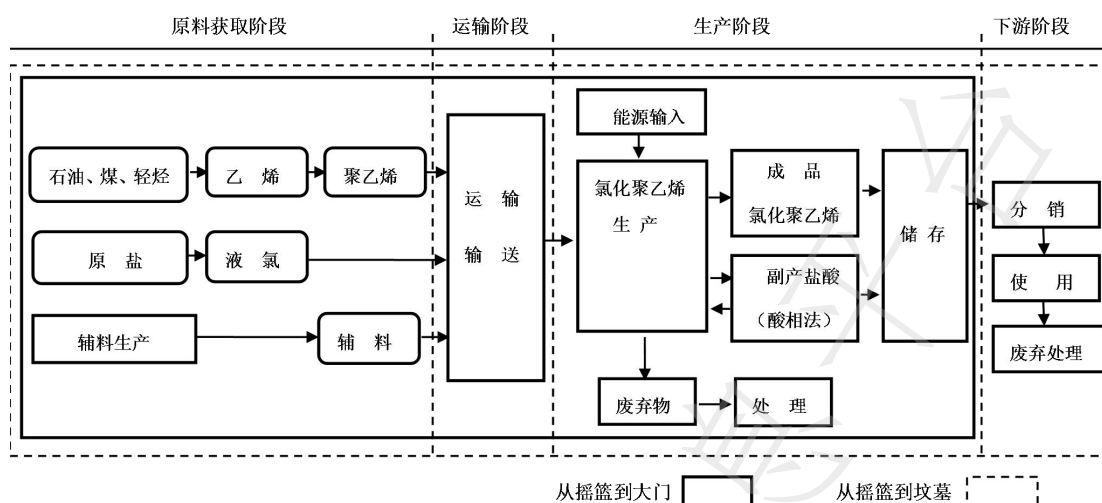 原料获取阶段 运输阶段 生产阶段 下游阶段
能源输入
石油、煤、轻烃
乙 烯
聚乙烯
原 盐
液 氯
辅料生产
辅 料
运 输
输 送
氯化聚乙烯
生 产
成 品
氯化聚乙烯
副产盐酸
（酸相法）
储 存
废弃物
处 理
分 销
使 用
废弃处理
从摇篮到大门 从摇篮到坟墓